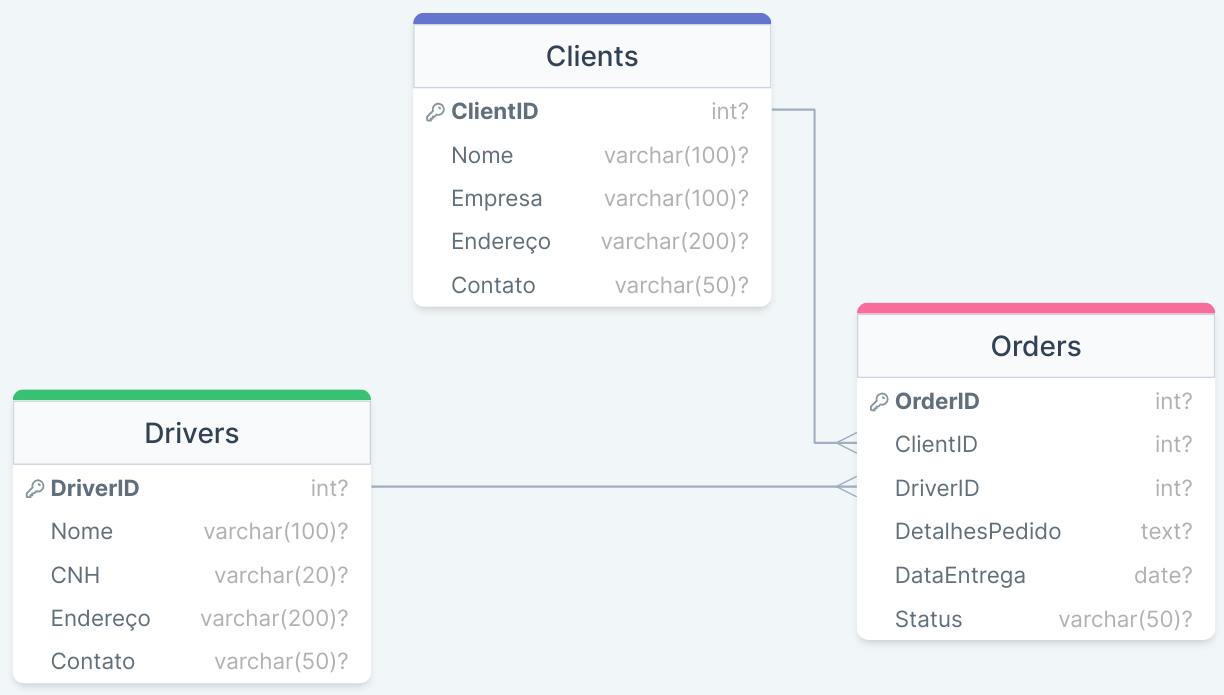 Clients
ClientID int?
Nome varchar(100)?
Empresa varchar(100)?
Endereço varchar(200)?
Contato varchar(50)?
Orders
OrderID int?
ClientID int?
DriverID int?
DetalhesPedido text?
DataEntrega date?
Status varchar(50)?
Drivers
DriverID int?
Nome varchar(100)?
CNH varchar(20)?
Endereço varchar(200)?
Contato varchar(50)?